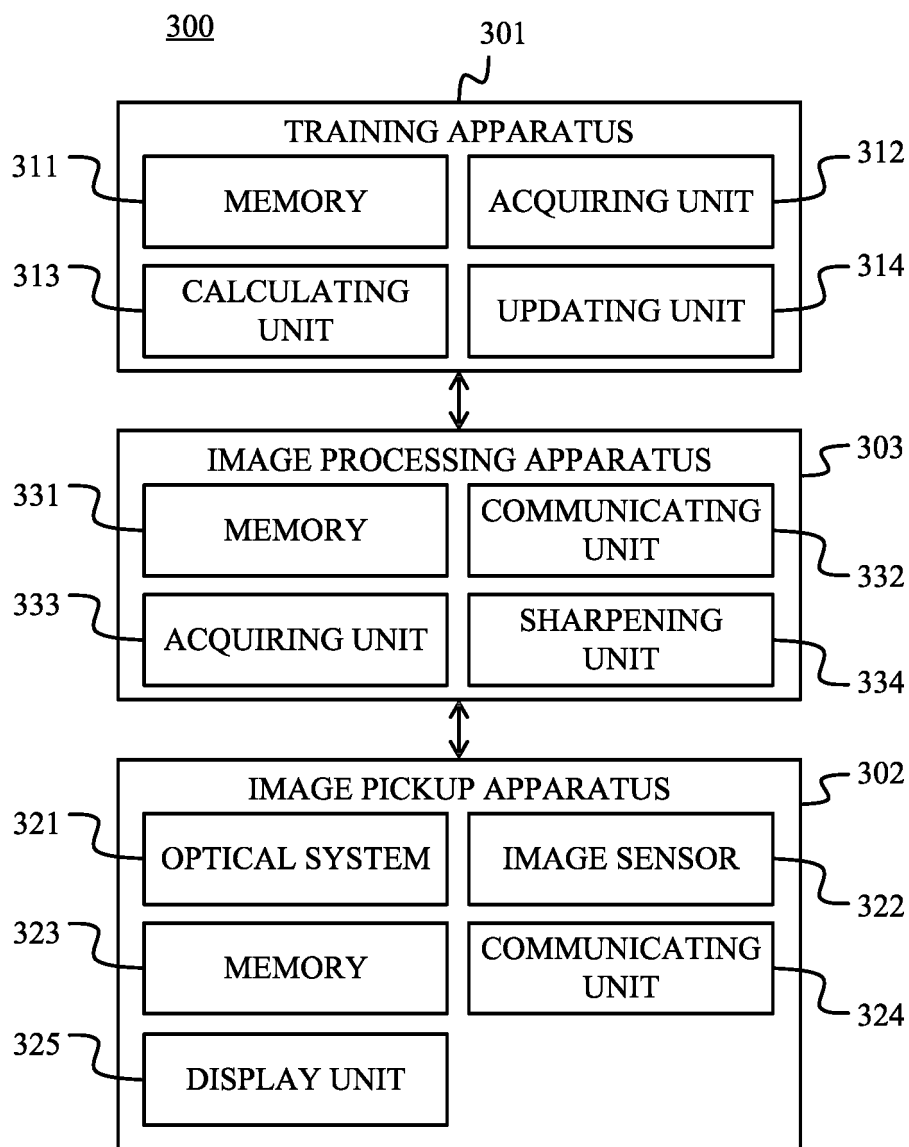 300
301
TRAINING APPARATUS
311
MEMORY
ACQUIRING UNIT
312
313
CALCULATING
UNIT
UPDATING UNIT
314
IMAGE PROCESSING APPARATUS
303
331
MEMORY
COMMUNICATING
UNIT
332
333
ACQUIRING UNIT
SHARPENING
UNIT
334
IMAGE PICKUP APPARATUS
302
321
OPTICAL SYSTEM
IMAGE SENSOR
322
323
MEMORY
COMMUNICATING
UNIT
324
325
DISPLAY UNIT